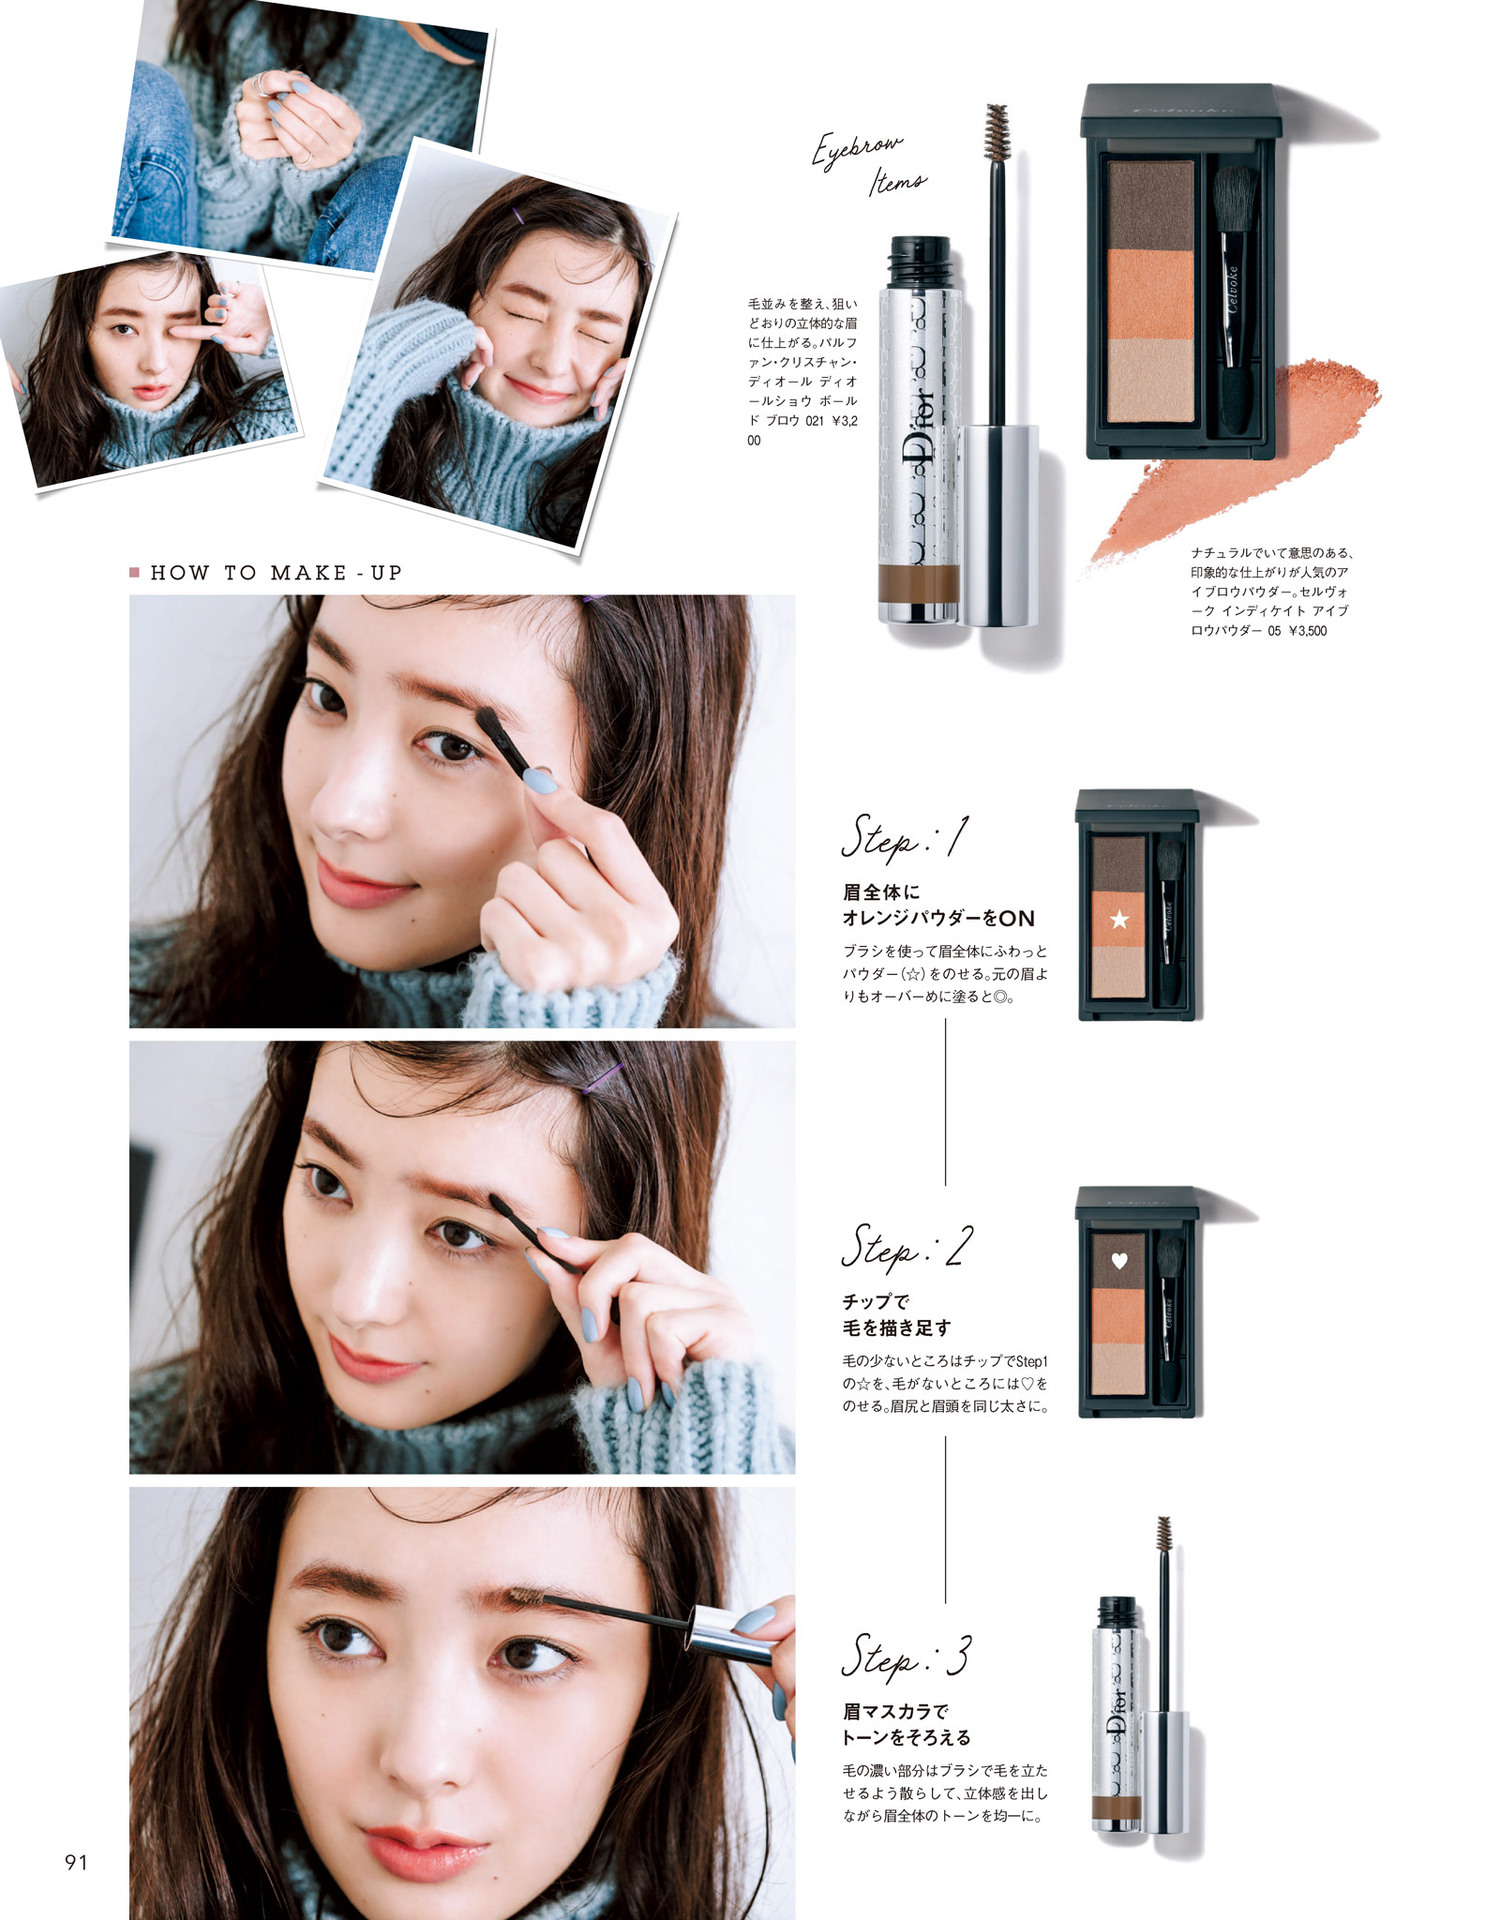 Eyebrow
Items
毛並みを整え、狙い
どおりの立体的な眉
に仕上がる。パルフ
ァン・クリスチャン・
ディオール ディオ
ールショウ ボール
ド ブロウ 021 ¥3,2
00
Dior
Celvoke
Celvoke
ナチュラルでいて意思のある、
印象的な仕上がりが人気のア
イブロウパウダー。セルヴォ
ーク インディケイト アイブ
ロウパウダー 05 ¥3,500
HOW TO MAKE-UP
Step:1
眉全体に
オレンジパウダーをON
ブラシを使って眉全体にふわっと
パウダー（☆）をのせる。元の眉よ
りもオーバーめに塗ると◎。
Celvoke
Celvoke
Step:2
チップで
毛を描き足す
毛の少ないところはチップでStep1
の☆を、毛がないところには♡を
のせる。眉尻と眉頭を同じ太さに。
Celvoke
Celvoke
Step:3
眉マスカラで
トーンをそろえる
毛の濃い部分はブラシで毛を立た
せるよう散らして、立体感を出し
ながら眉全体のトーンを均一に。
Dior
91